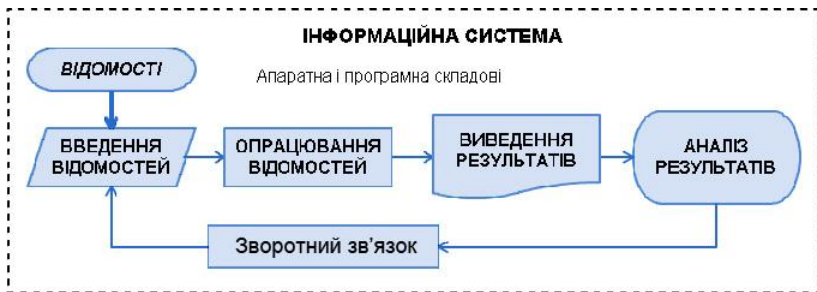 ІНФОРМАЦІЙНА СИСТЕМА
ВІДОМОСТІ
Апаратна і програмна складові
ВВЕДЕННЯ
ВІДОМОСТЕЙ
ОПРАЦЮВАННЯ
ВІДОМОСТЕЙ
ВИВЕДЕННЯ
РЕЗУЛЬТАТІВ
АНАЛІЗ
РЕЗУЛЬТАТІВ
Зворотний зв'язок